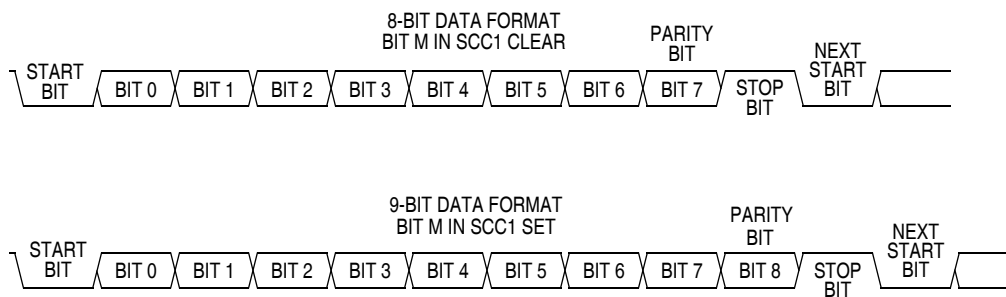 8-BIT DATA FORMAT
BIT M IN SCC1 CLEAR
PARITY
BIT
START
BIT
BIT 0
BIT 1
BIT 2
BIT 3
BIT 4
BIT 5
BIT 6
BIT 7
STOP
BIT
NEXT
START
BIT
9-BIT DATA FORMAT
BIT M IN SCC1 SET
PARITY
BIT
START
BIT
BIT 0
BIT 1
BIT 2
BIT 3
BIT 4
BIT 5
BIT 6
BIT 7
BIT 8
STOP
BIT
NEXT
START
BIT